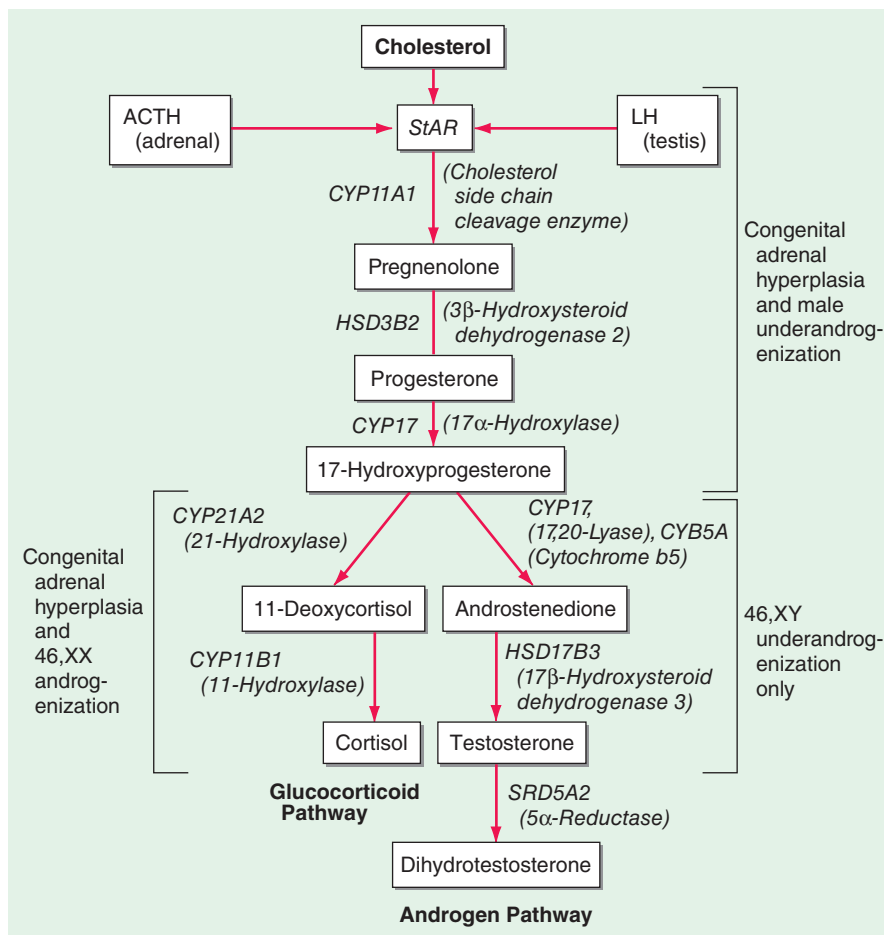 Cholesterol
ACTH
(adrenal)
StAR
LH
(testis)
CYP11A1
(Cholesterol
side chain
cleavage enzyme)
Pregnenolone
HSD3B2
(3β-Hydroxysteroid
dehydrogenase 2)
Progesterone
CYP17
(17α-Hydroxylase)
17-Hydroxyprogesterone
Congenital
adrenal
hyperplasia
and male
underandrog-
enization
CYP21A2
(21-Hydroxylase)
CYP17,
(17,20-Lyase), CYB5A
(Cytochrome b5)
Congenital
adrenal
hyperplasia
and
46,XX
androg-
enization
11-Deoxycortisol
Androstenedione
46,XY
underandrog-
enization
only
CYP11B1
(11-Hydroxylase)
HSD17B3
(17β-Hydroxysteroid
dehydrogenase 3)
Cortisol
Testosterone
Glucocorticoid
Pathway
SRD5A2
(5α-Reductase)
Dihydrotestosterone
Androgen Pathway